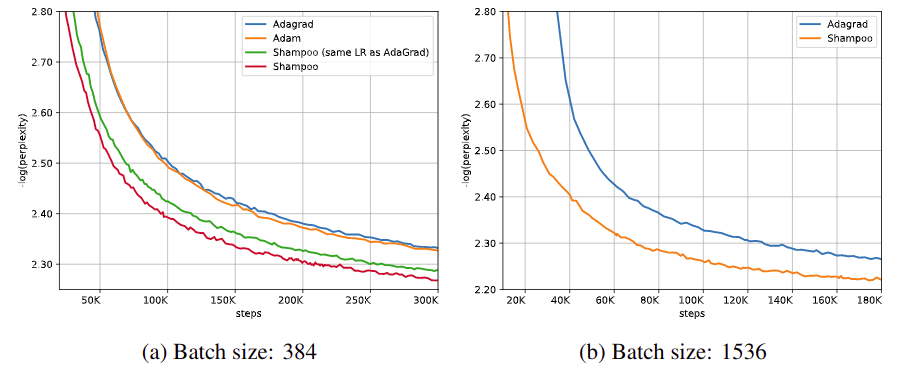 2.80
2.70
2.60
2.50
2.40
2.30
-log(perplexity)
Adagrad
Adam
Shampoo (same LR as AdaGrad)
Shampoo
50K 100K 150K 200K 250K 300K
steps
(a) Batch size: 384
2.80
2.70
2.60
2.50
2.40
2.30
2.20
-log(perplexity)
Adagrad
Shampoo
20K 40K 60K 80K 100K 120K 140K 160K 180K
steps
(b) Batch size: 1536